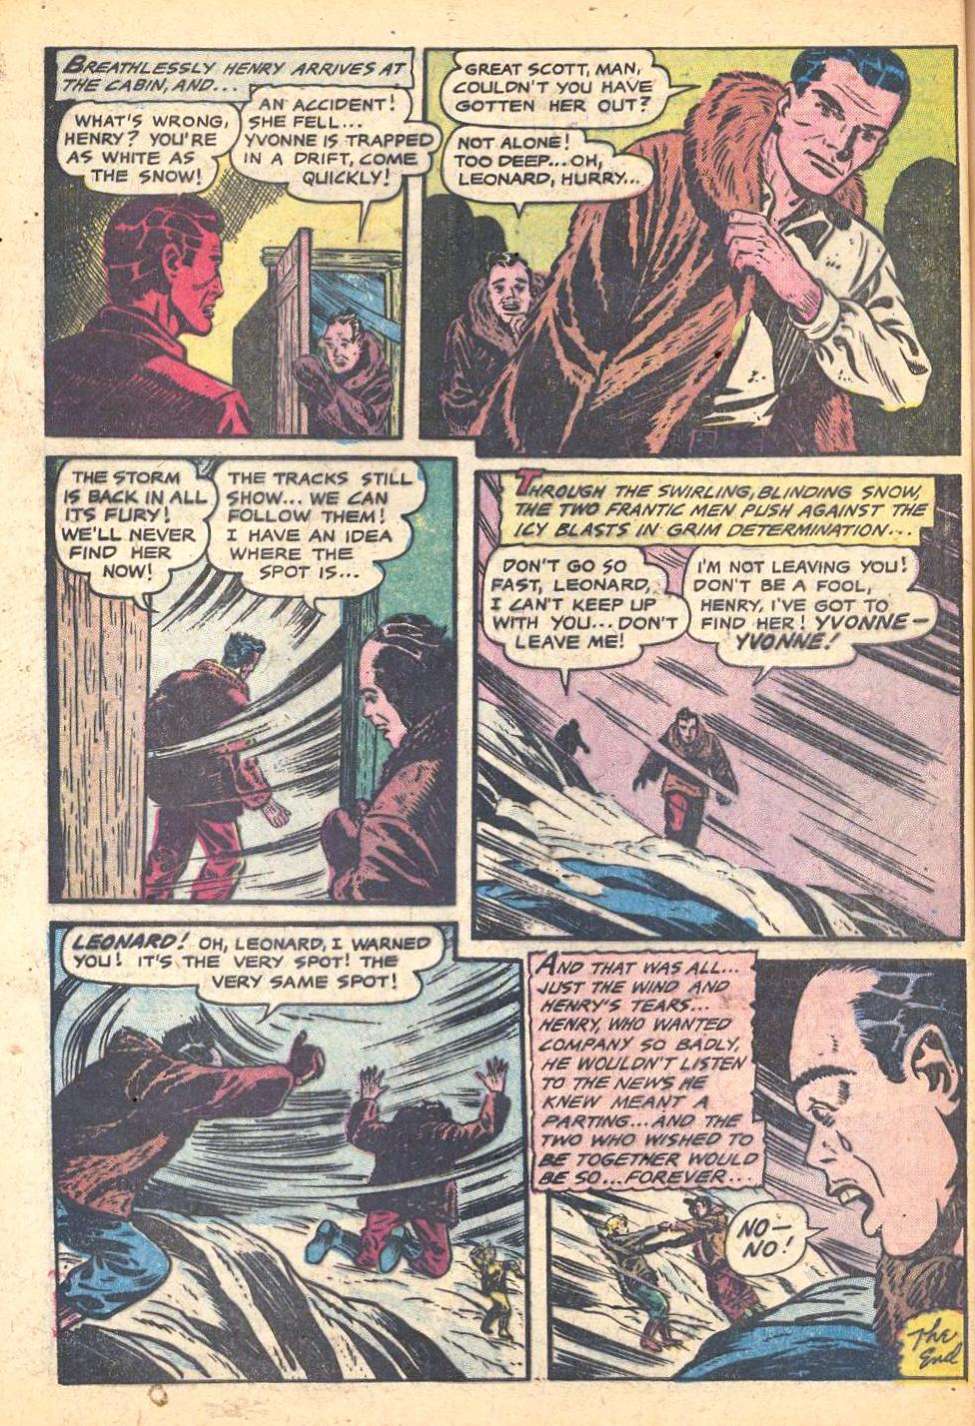 BREATHLESSLY HENRY ARRIVES AT
THE CABIN, AND...
WHAT'S WRONG,
HENRY? YOU'RE
AS WHITE AS
THE SNOW!
AN ACCIDENT!
SHE FELL...
YVONNE IS TRAPPED
IN A DRIFT, COME
QUICKLY!
GREAT SCOTT, MAN,
COULDN'T YOU HAVE
GOTTEN HER OUT?
NOT ALONE!
TOO DEEP...OH,
LEONARD, HURRY...
THE STORM
IS BACK IN ALL
ITS FURY!
WE'LL NEVER
FIND HER
NOW!
THE TRACKS STILL
SHOW... WE CAN
FOLLOW THEM!
I HAVE AN IDEA
WHERE THE
SPOT IS...
THROUGH THE SWIRLING, BLINDING SNOW,
THE TWO FRANTIC MEN PUSH AGAINST THE
ICY BLASTS IN GRIM DETERMINATION...
DON'T GO SO
FAST, LEONARD,
I CAN'T KEEP UP
WITH YOU... DON'T
LEAVE ME!
I'M NOT LEAVING YOU!
DON'T BE A FOOL,
HENRY, I'VE GOT TO
FIND HER! YVONNE-
YVONNE!
LEONARD! OH, LEONARD, I WARNED
YOU! IT'S THE VERY SPOT! THE
VERY SAME SPOT!
AND THAT WAS ALL...
JUST THE WIND AND
HENRY'S TEARS...
HENRY, WHO WANTED
COMPANY SO BADLY,
HE WOULDN'T LISTEN
TO THE NEWS HE
KNEW MEANT A
PARTING...AND THE
TWO WHO WISHED TO
BE TOGETHER WOULD
BE SO...FOREVER...
NO-
NO!
The
End